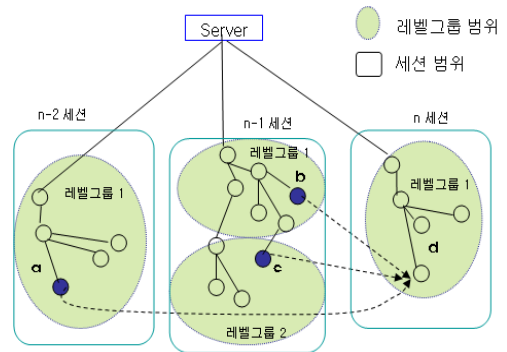 Server
레벨그룹 범위
세션 범위
n-2 세션
n-1 세션
n 세션
레벨그룹 1
레벨그룹 1
레벨그룹 1
a
b
c
d
레벨그룹 2